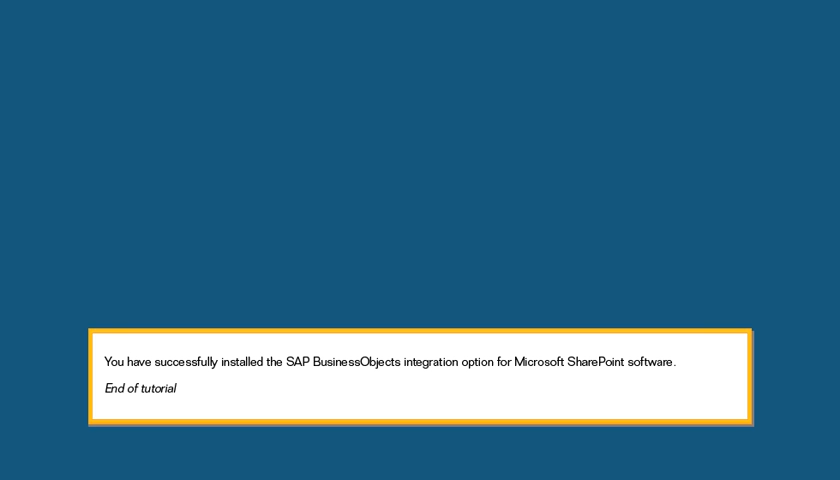 You have successfully installed the SAP BusinessObjects integration option for Microsoft SharePoint software.
End of tutorial